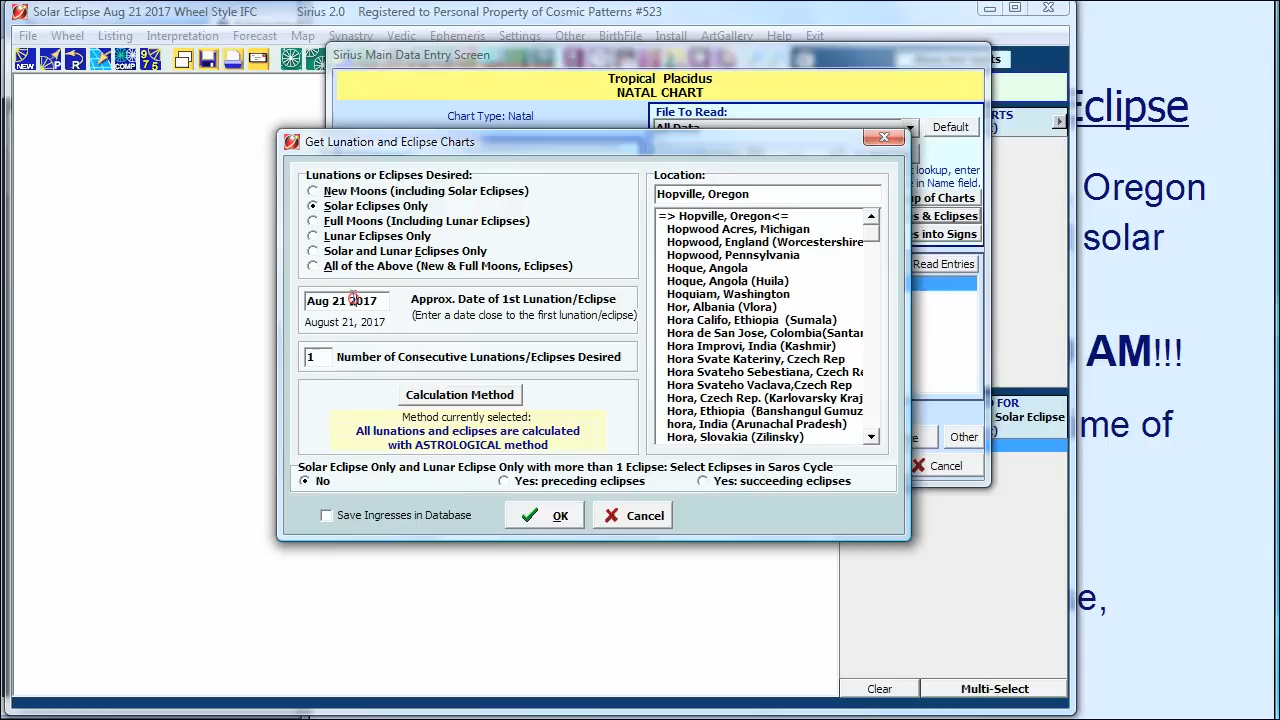 Solar Eclipse Aug 21 2017 Wheel Style IFC Sirius 2.0 Registered to Personal Property of Cosmic Patterns #523
File Wheel Listing Interpretation Forecast Map Synastry Vedic Ephemeris Settings Other BirthFile Install ArtGallery Help Exit
NEW P R COMP 9 7 5
Sirius Main Data Entry Screen
Tropical Placidus
NATAL CHART
Chart Type: Natal
File To Read:
All Data
Default
Get Lunation and Eclipse Charts
Lunations or Eclipses Desired:
New Moons (including Solar Eclipses)
Solar Eclipses Only
Full Moons (Including Lunar Eclipses)
Lunar Eclipses Only
Solar and Lunar Eclipses Only
All of the Above (New & Full Moons, Eclipses)
Aug 21 2017
Approx. Date of 1st Lunation/Eclipse
August 21, 2017
(Enter a date close to the first lunation/eclipse)
1 Number of Consecutive Lunations/Eclipses Desired
Calculation Method
Method currently selected:
All lunations and eclipses are calculated
with ASTROLOGICAL method
Location:
Hopville, Oregon
=> Hopville, Oregon<=
Hopwood Acres, Michigan
Hopwood, England (Worcestershire
Hopwood, Pennsylvania
Hoque, Angola
Hoque, Angola (Huila)
Hoquiam, Washington
Hor, Albania (Vlora)
Hora Califo, Ethiopia (Sumala)
Hora de San Jose, Colombia(Santar
Hora Improvi, India (Kashmir)
Hora Svate Kateriny, Czech Rep
Hora Svateho Sebestiana, Czech Re
Hora Svateho Vaclava,Czech Rep
Hora, Czech Rep. (Karlovarsky Kraj
Hora, Ethiopia (Banshangul Gumuz
hora, India (Arunachal Pradesh)
Hora, Slovakia (Zilinsky)
Solar Eclipse Only and Lunar Eclipse Only with more than 1 Eclipse: Select Eclipses in Saros Cycle
No
Yes: preceding eclipses
Yes: succeeding eclipses
Save Ingresses in Database
OK
Cancel
t lookup, enter
in Name field.
up of Charts
s & Eclipses
ses into Signs
Read Entries
e
Other
Cancel
ts
RTS
FOR
Solar Eclipse
Clear
Multi-Select
Eclipse
Oregon
solar
AM!!!
me of
e,